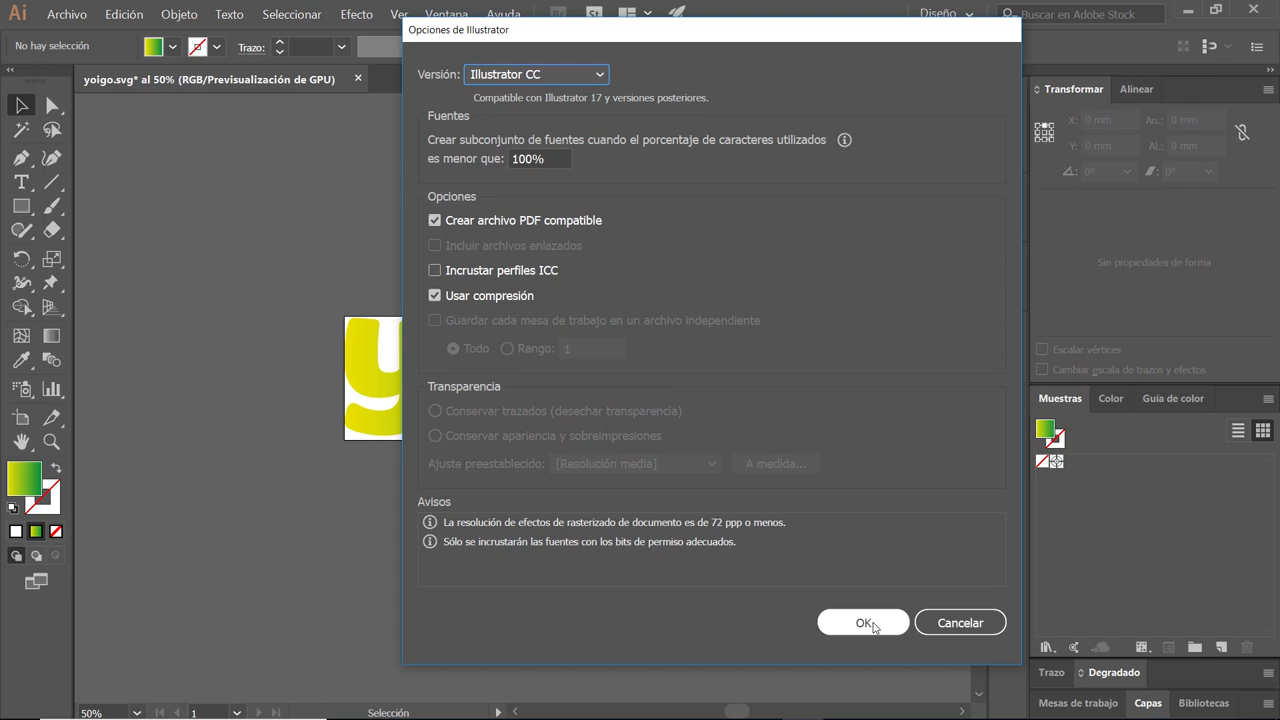 Ai Archivo Edición Objeto Texto Seleccionar Efecto Ver Ventana Ayuda Br St Diseño Buscar en Adobe Stock
Opciones de Illustrator
No hay selección Trazo:
yoigo.svg* al 50% (RGB/Previsualización de GPU)
Versión: Illustrator CC
Compatible con Illustrator 17 y versiones posteriores.
Fuentes
Crear subconjunto de fuentes cuando el porcentaje de caracteres utilizados
es menor que: 100%
Opciones
Crear archivo PDF compatible
Incluir archivos enlazados
Incrustar perfiles ICC
Usar compresión
Guardar cada mesa de trabajo en un archivo independiente
Todo Rango: 1
Transparencia
Conservar trazados (desechar transparencia)
Conservar apariencia y sobreimpresiones
Ajuste preestablecido: [Resolución media] A medida...
Avisos
La resolución de efectos de rasterizado de documento es de 72 ppp o menos.
Sólo se incrustarán las fuentes con los bits de permiso adecuados.
OK Cancelar
y
Transformar Alinear
X: 0 mm An.: 0 mm
Y: 0 mm Al.: 0 mm
0° 0°
Sin propiedades de forma
Escalar vértices
Cambiar escala de trazos y efectos
Muestras Color Guía de color
Trazo Degradado
Mesas de trabajo Capas Bibliotecas
50% 1 Selección